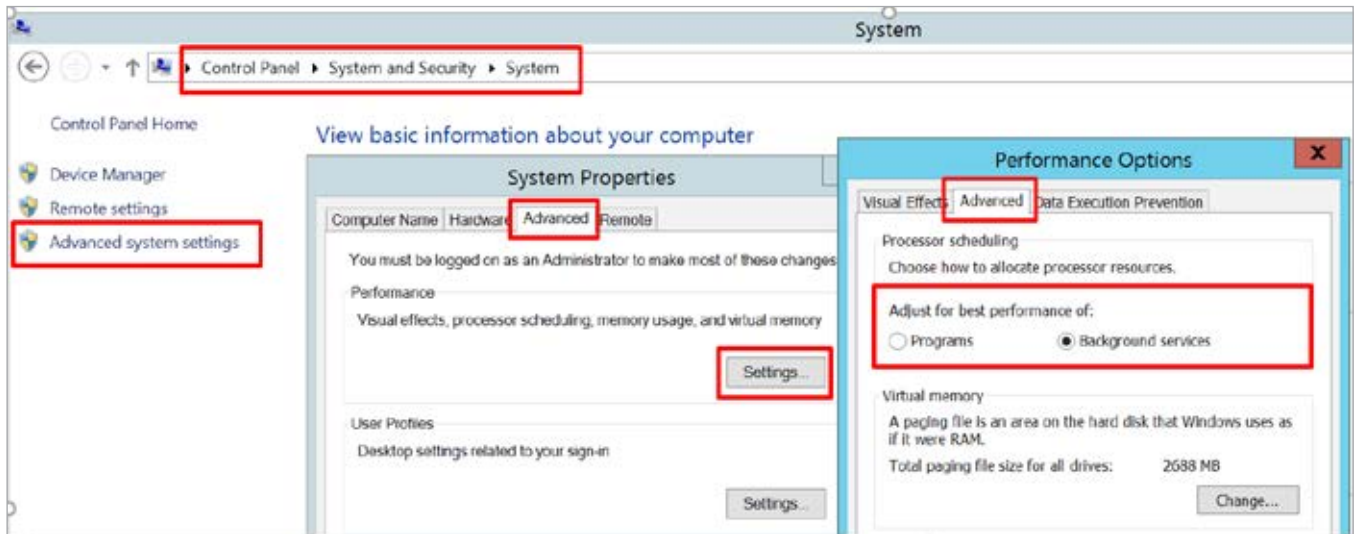 System
Control Panel ▸ System and Security ▸ System
Control Panel Home
Device Manager
Remote settings
Advanced system settings
View basic information about your computer
System Properties
Computer Name Hardware Advanced Remote
You must be logged on as an Administrator to make most of these changes
Performance
Visual effects, processor scheduling, memory usage, and virtual memory
Settings...
User Profiles
Desktop settings related to your sign-in
Settings...
Performance Options
X
Visual Effects Advanced Data Execution Prevention
Processor scheduling
Choose how to allocate processor resources.
Adjust for best performance of:
Programs Background services
Virtual memory
A paging file is an area on the hard disk that Windows uses as
if it were RAM.
Total paging file size for all drives: 2688 MB
Change...